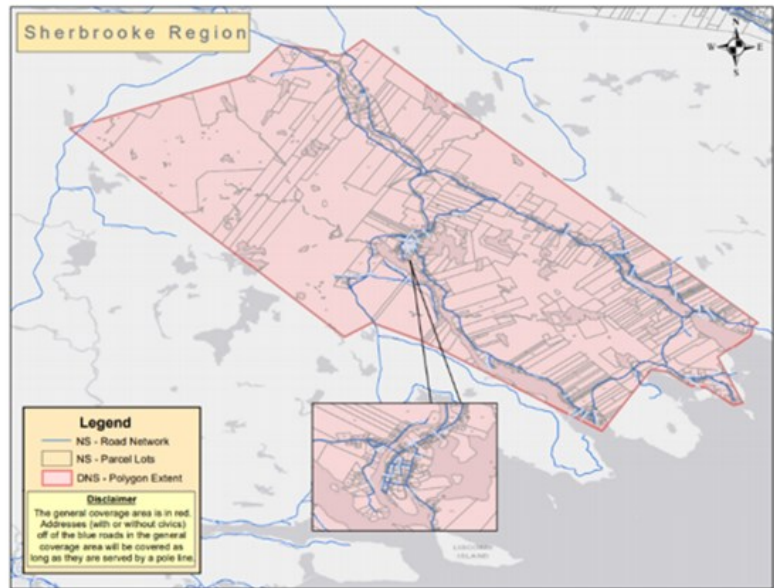 Sherbrooke Region
N
W E
S
Legend
NS - Road Network
NS - Parcel Lots
DNS - Polygon Extent
Disclaimer
The general coverage area is in red.
Addresses (with or without civics)
off of the blue roads in the general
coverage area will be covered as
long as they are served by a pole line.
ISLAND